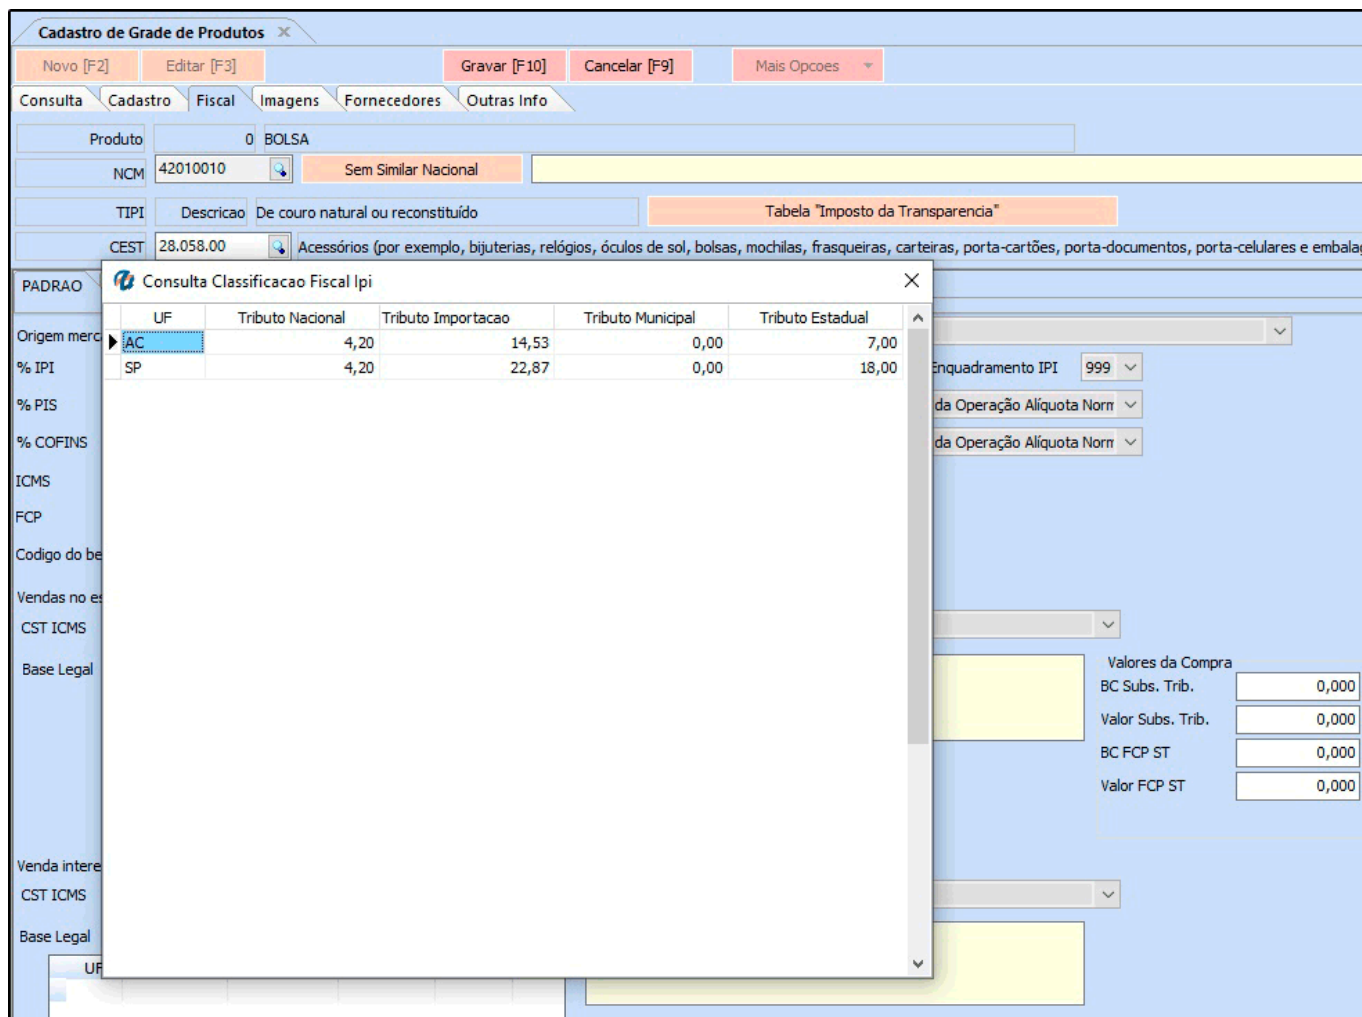 Cadastro de Grade de Produtos
Novo [F2] Editar [F3] Gravar [F10] Cancelar [F9] Mais Opcoes
Consulta Cadastro Fiscal Imagens Fornecedores Outras Info
Produto 0 BOLSA
NCM 42010010 Sem Similar Nacional
TIPI Descricao De couro natural ou reconstituído Tabela "Imposto da Transparencia"
CEST 28.058.00 Acessórios (por exemplo, bijuterias, relógios, óculos de sol, bolsas, mochilas, frasqueiras, carteiras, porta-cartões, porta-documentos, porta-celulares e embala
PADRAO
Consulta Classificacao Fiscal Ipi
UF Tributo Nacional Tributo Importacao Tributo Municipal Tributo Estadual
AC 4,20 14,53 0,00 7,00
SP 4,20 22,87 0,00 18,00
Origem merc
% IPI Enquadramento IPI 999
% PIS da Operação Alíquota Norm
% COFINS da Operação Alíquota Norm
ICMS
FCP
Codigo do be
Vendas no es
CST ICMS
Base Legal
Valores da Compra
BC Subs. Trib. 0,000
Valor Subs. Trib. 0,000
BC FCP ST 0,000
Valor FCP ST 0,000
Venda intere
CST ICMS
Base Legal
UF